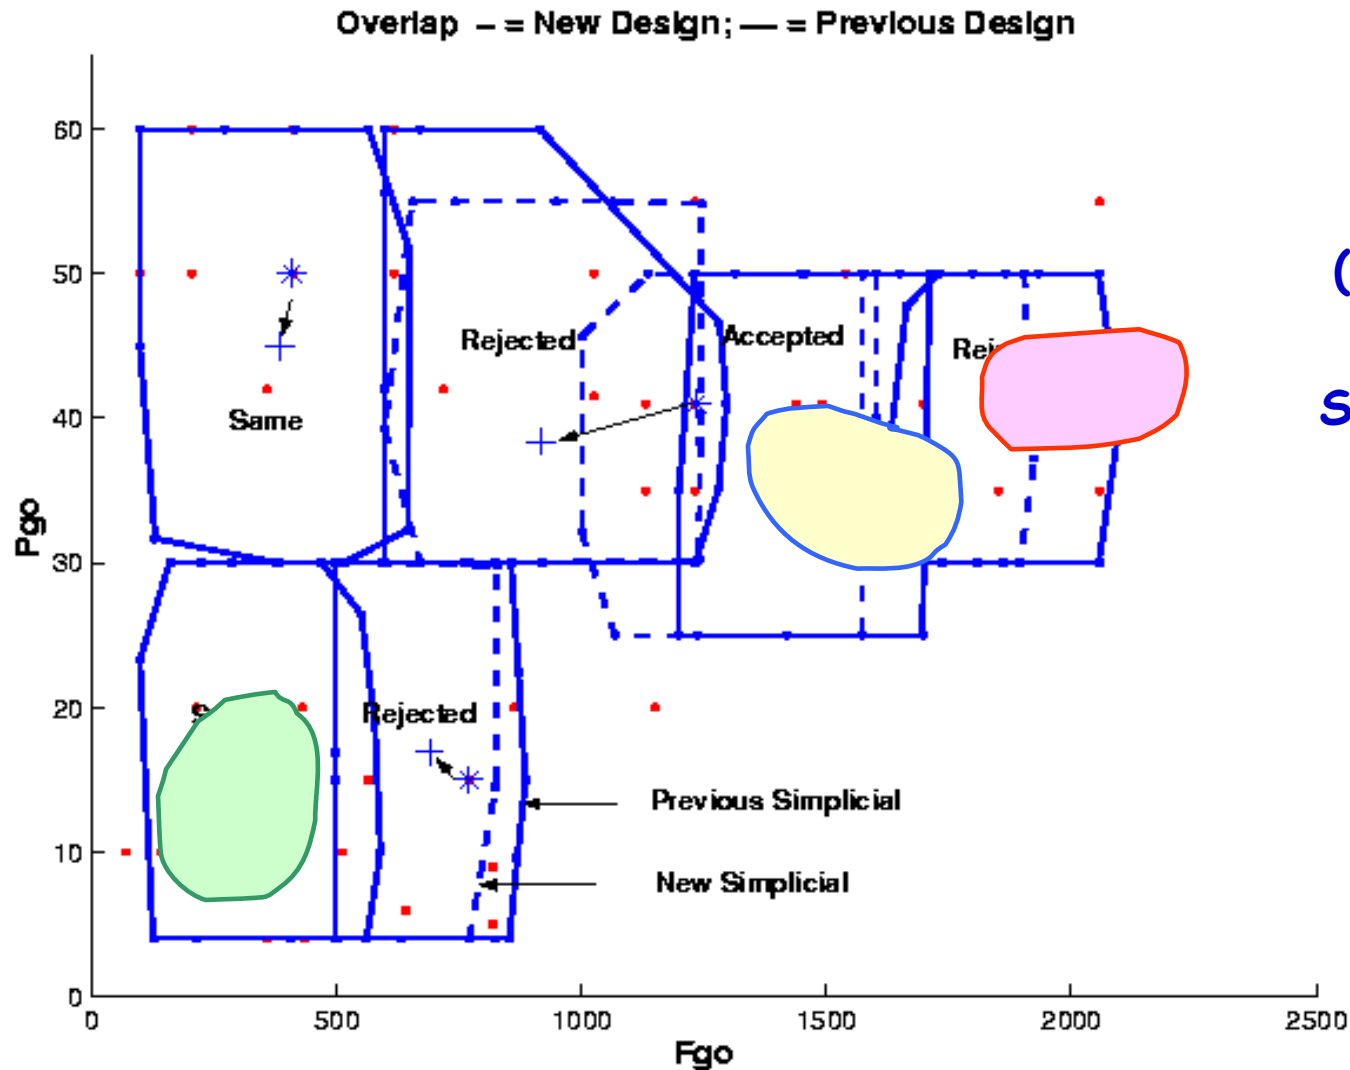 Overlap – = New Design; — = Previous Design
60
50
40
30
20
10
0
Pgo
0
500
1000
1500
2000
2500
Fgo
Same
Rejected
Accepted
Rejected
Previous Simplicial
New Simplicial
(
s